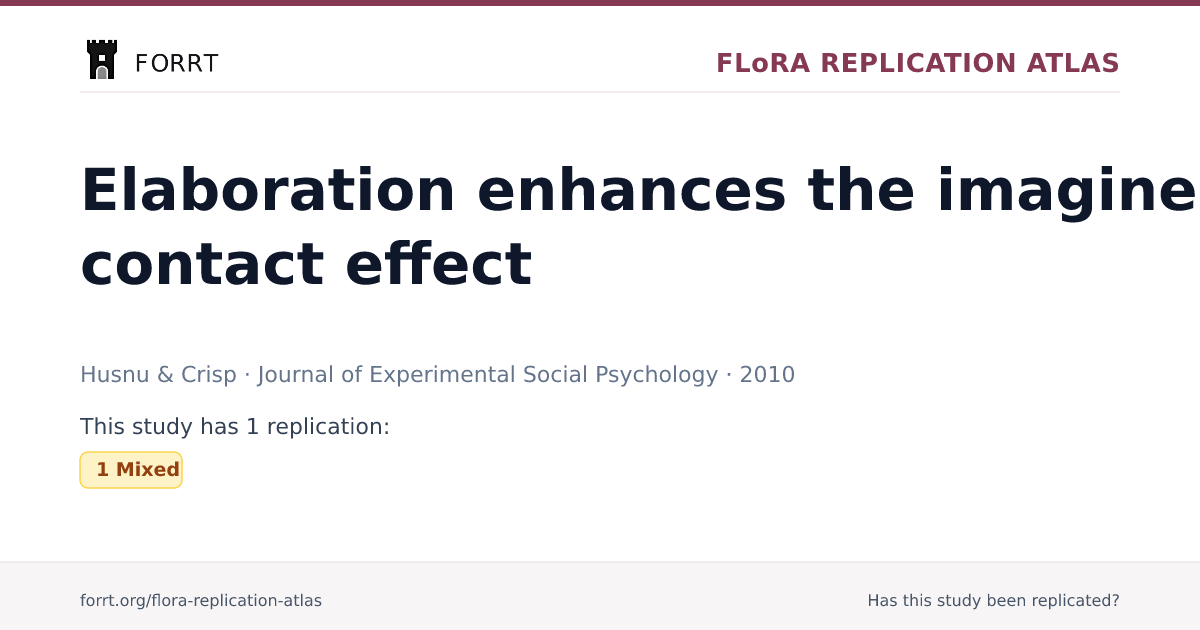 FORRT
FLoRA REPLICATION ATLAS
Elaboration enhances the imagine
contact effect
Husnu & Crisp · Journal of Experimental Social Psychology · 2010
This study has 1 replication:
1 Mixed
forrt.org/flora-replication-atlas
Has this study been replicated?